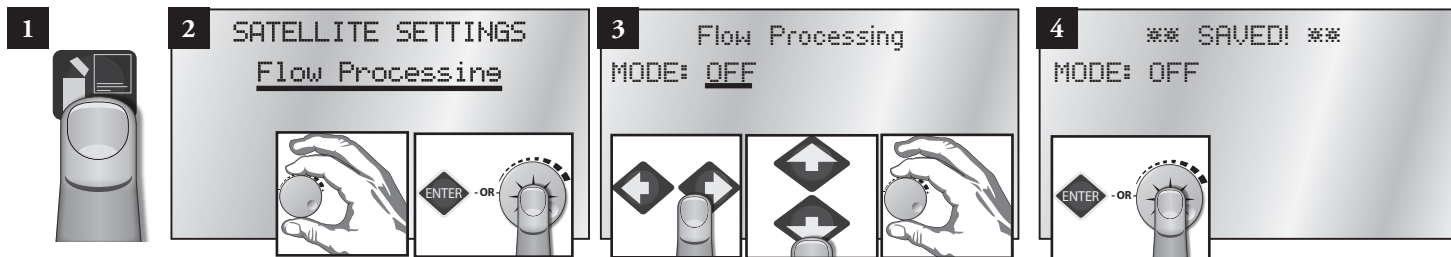 1
2
SATELLITE SETTINGS
Flow Processing
ENTER
- OR -
3
Flow Processing
MODE: OFF
4
** SAVED! **
MODE: OFF
ENTER
- OR -